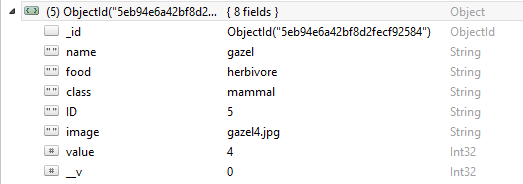 (5) ObjectId("5eb94e6a42bf8d2... { 8 fields } Object
_id ObjectId("5eb94e6a42bf8d2fecf92584") ObjectId
"" name gazel String
"" food herbivore String
"" class mammal String
"" ID 5 String
"" image gazel4.jpg String
# value 4 Int32
# __v 0 Int32